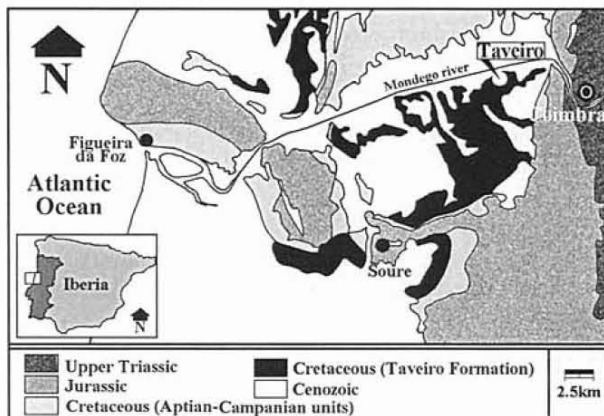 N
Taveiro
Mondego river
Coimbra
Figueira
da Foz
Atlantic
Ocean
Soure
Iberia
N
Upper Triassic
Jurassic
Cretaceous (Aptian-Campanian units)
Cretaceous (Taveiro Formation)
Cenozoic
2.5km